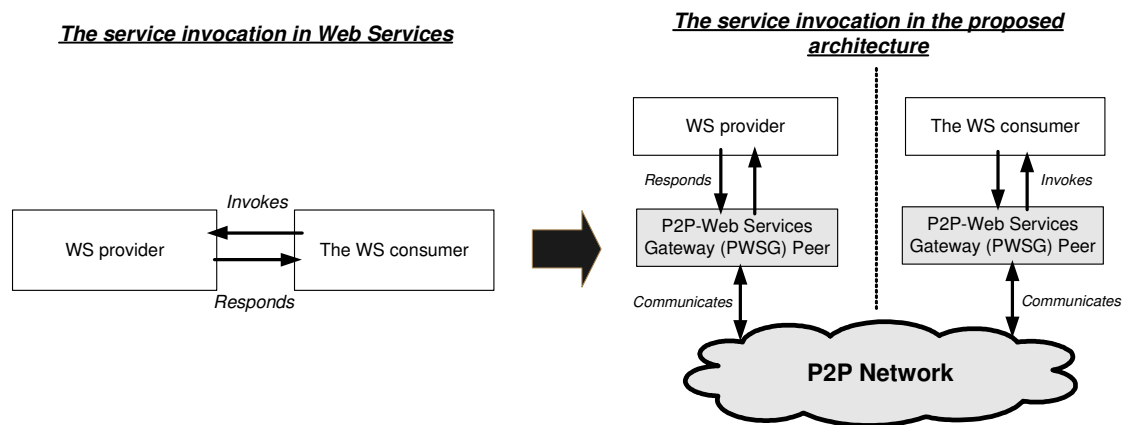 The service invocation in Web Services
WS provider
Invokes
Responds
The WS consumer
The service invocation in the proposed
architecture
WS provider
Responds
P2P-Web Services
Gateway (PWSG) Peer
Communicates
The WS consumer
Invokes
P2P-Web Services
Gateway (PWSG) Peer
Communicates
P2P Network